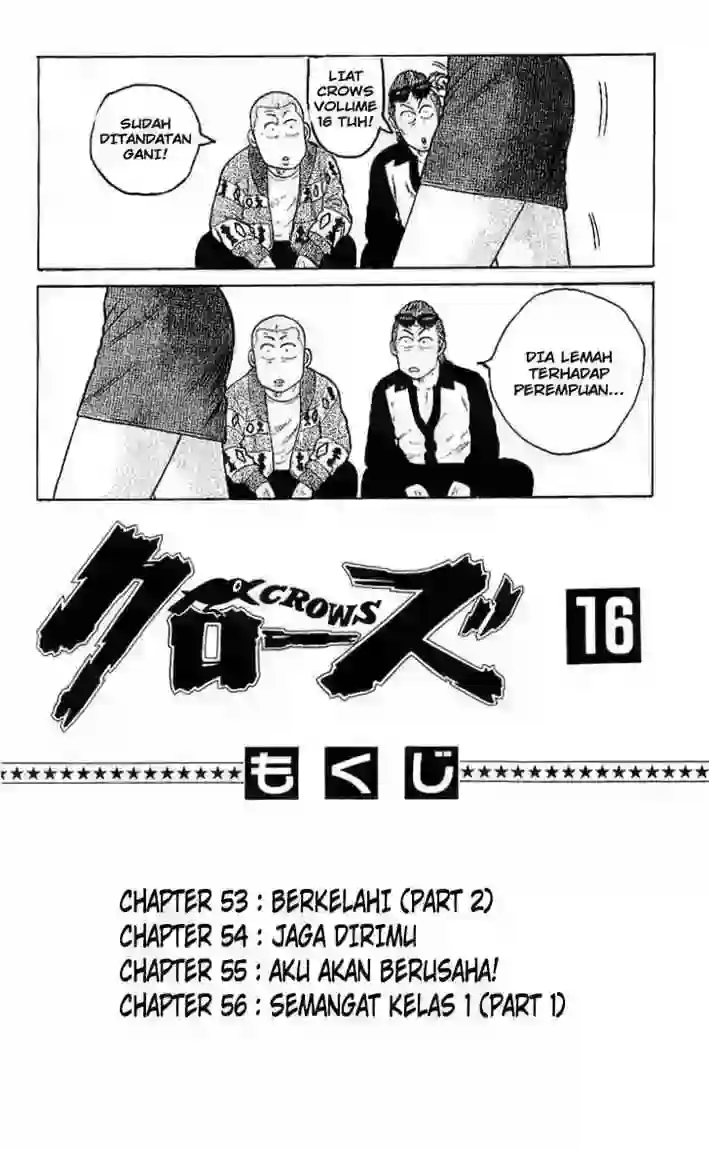 LIAT
CROWS
VOLUME
16 TUH!
SUDAH
DITANDATAN
GANI!
DIA LEMAH
TERHADAP
PEREMPUAN...
クローズ
CROWS
16
もくじ
CHAPTER 53 : BERKELAHI (PART 2)
CHAPTER 54 : JAGA DIRIMU
CHAPTER 55 : AKU AKAN BERUSAHA!
CHAPTER 56 : SEMANGAT KELAS 1 (PART 1)